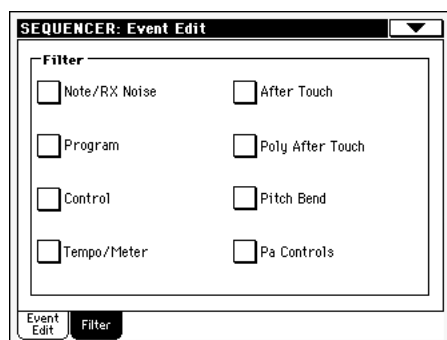 SEQUENCER: Event Edit
Filter
Note/RX Noise
After Touch
Program
Poly After Touch
Control
Pitch Bend
Tempo/Meter
Pa Controls
Event
Edit
Filter